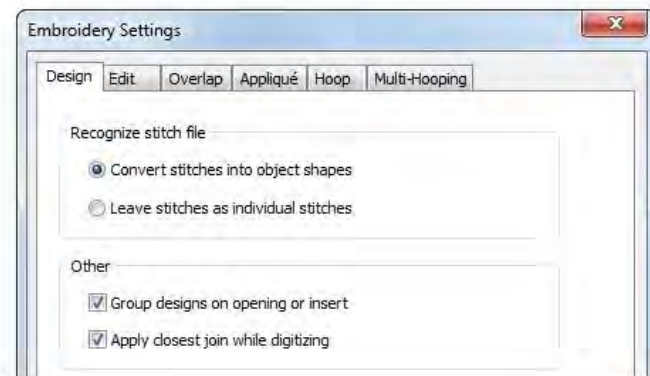 Embroidery Settings
Design Edit Overlap Appliqué Hoop Multi-Hooping
Recognize stitch file
Convert stitches into object shapes
Leave stitches as individual stitches
Other
Group designs on opening or insert
Apply closest join while digitizing